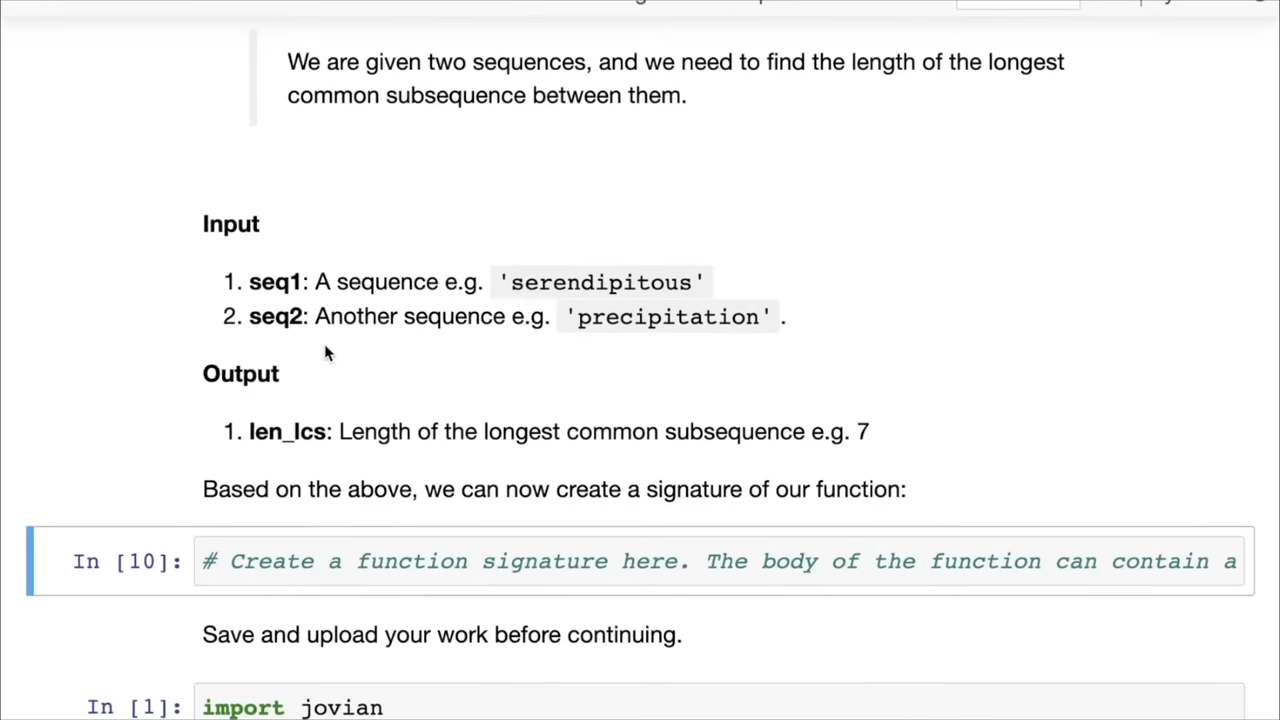 We are given two sequences, and we need to find the length of the longest
common subsequence between them.
Input
1. seq1: A sequence e.g. 'serendipitous'
2. seq2: Another sequence e.g. 'precipitation'.
Output
1. len_lcs: Length of the longest common subsequence e.g. 7
Based on the above, we can now create a signature of our function:
In [10]: # Create a function signature here. The body of the function can contain a
Save and upload your work before continuing.
In [1]: import jovian